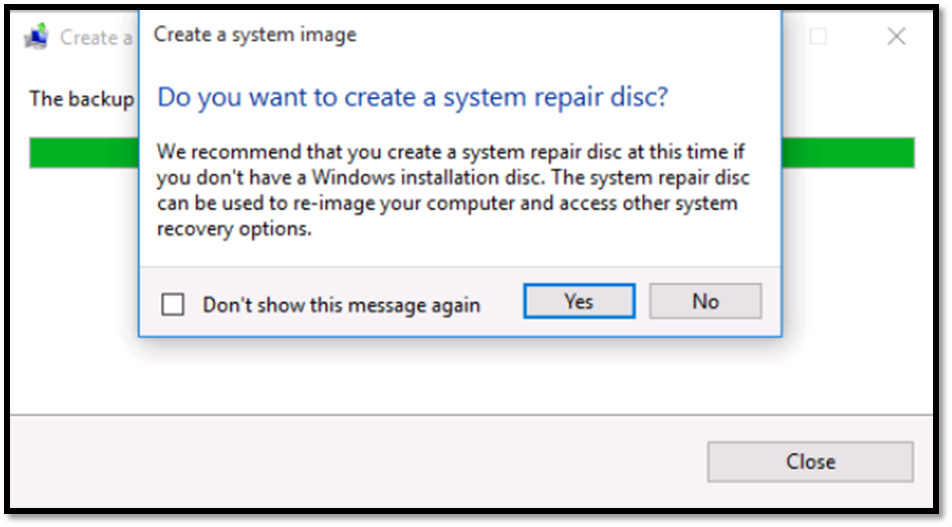 Create a
Create a system image
The backup
Do you want to create a system repair disc?
We recommend that you create a system repair disc at this time if
you don't have a Windows installation disc. The system repair disc
can be used to re-image your computer and access other system
recovery options.
Don't show this message again
Yes
No
Close